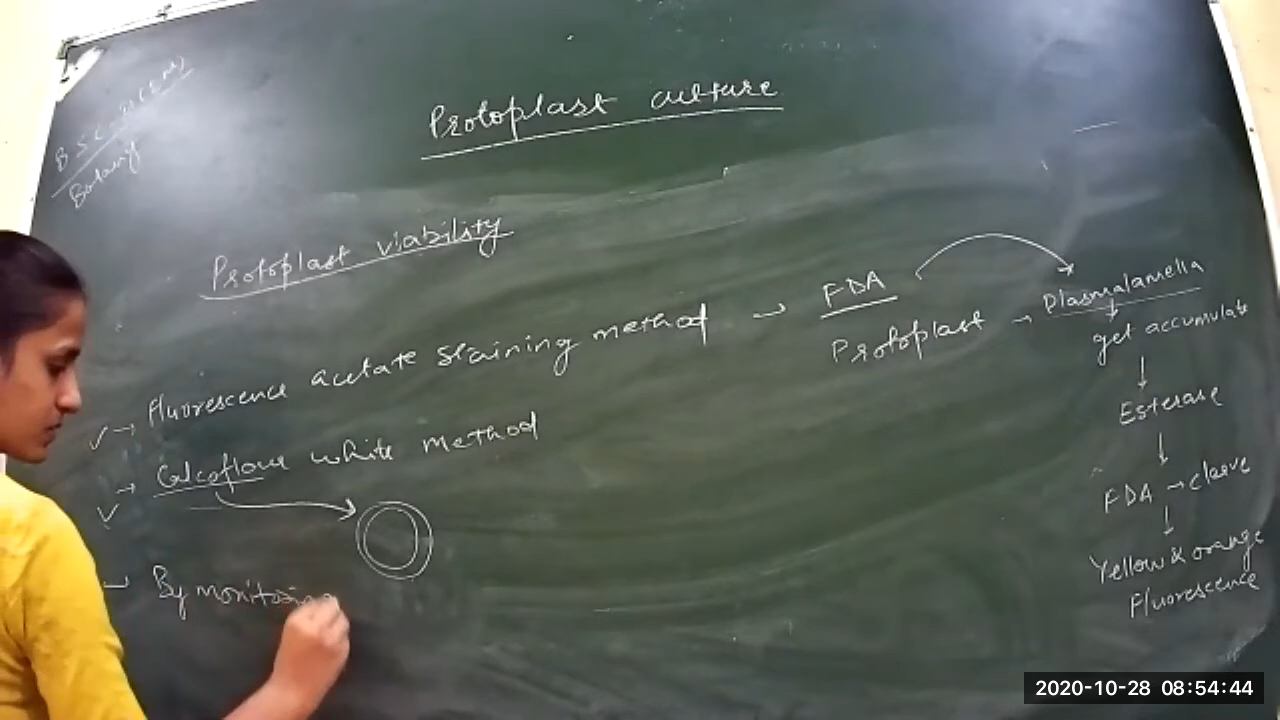 BSC
Botany
Protoplast culture
Protoplast viability
✓ → Fluorescence acetate staining method → FDA
Protoplast → Plasmalamella
get accumulate
↓
Esterase
↓
FDA → cleave
↓
Yellow & orange
Fluorescence
✓ → Calcoflour white method
→ By monitoring
2020-10-28 08:54:44